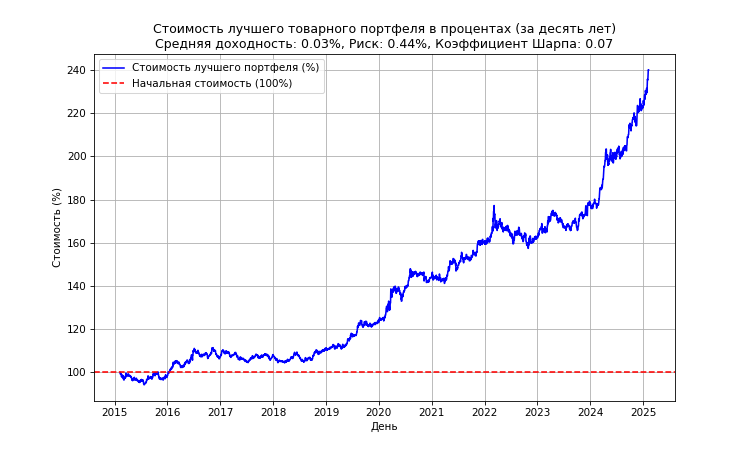 Стоимость лучшего товарного портфеля в процентах (за десять лет)
Средняя доходность: 0.03%, Риск: 0.44%, Коэффициент Шарпа: 0.07
Стоимость лучшего портфеля (%)
Начальная стоимость (100%)
Стоимость (%)
240
220
200
180
160
140
120
100
2015 2016 2017 2018 2019 2020 2021 2022 2023 2024 2025
День